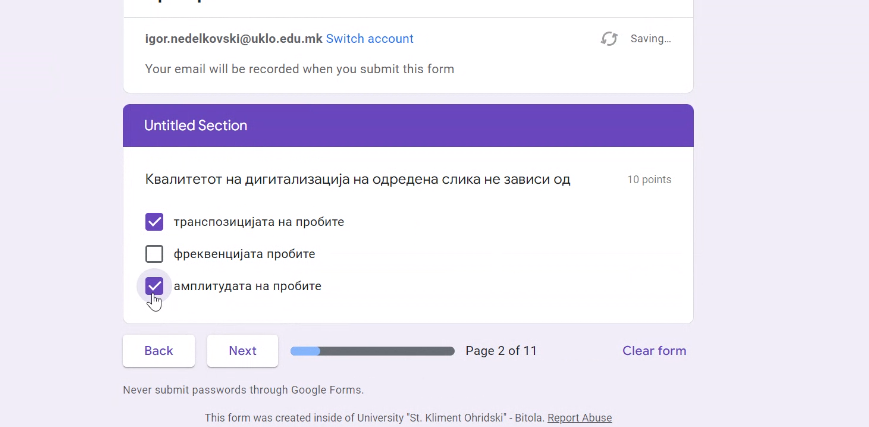 igor.nedelkovski@uklo.edu.mk Switch account
Saving...
Your email will be recorded when you submit this form
Untitled Section
Квалитетот на дигитализација на одредена слика не зависи од
10 points
транспозицијата на пробите
фреквенцијата пробите
амплитудата на пробите
Back
Next
Page 2 of 11
Clear form
Never submit passwords through Google Forms.
This form was created inside of University "St. Kliment Ohridski" - Bitola. Report Abuse